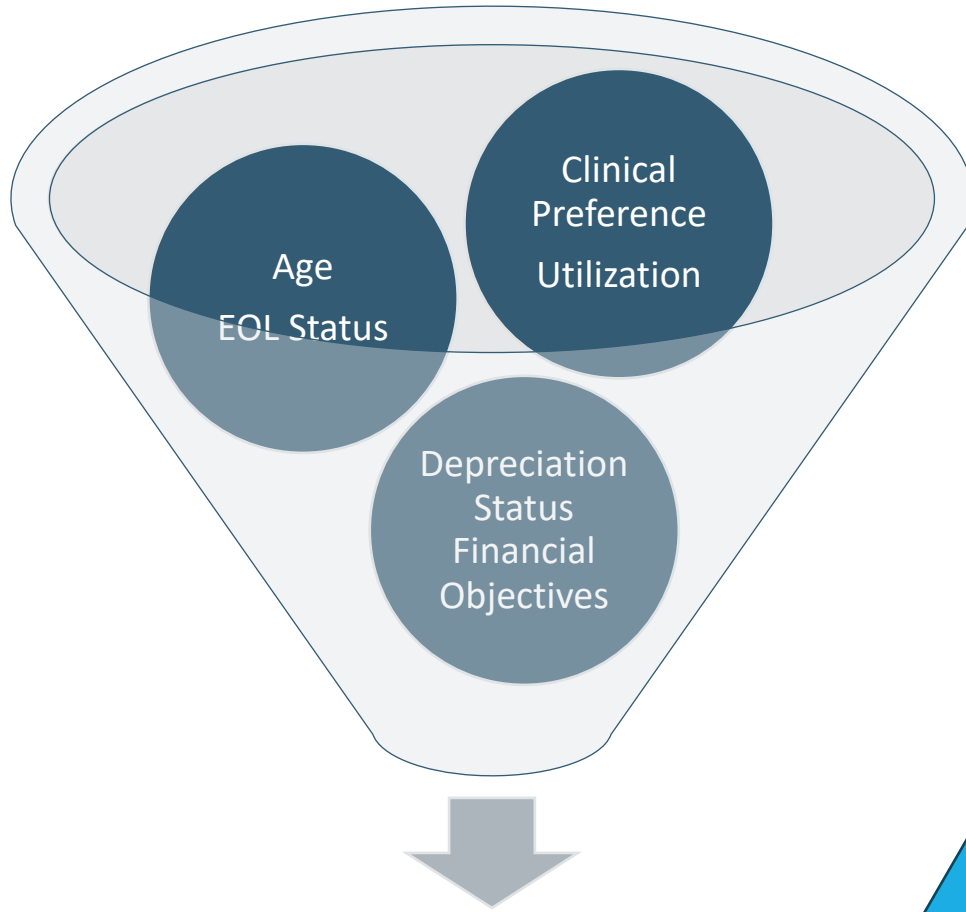 Clinical
Preference
Utilization
Age
EOL Status
Depreciation
Status
Financial
Objectives